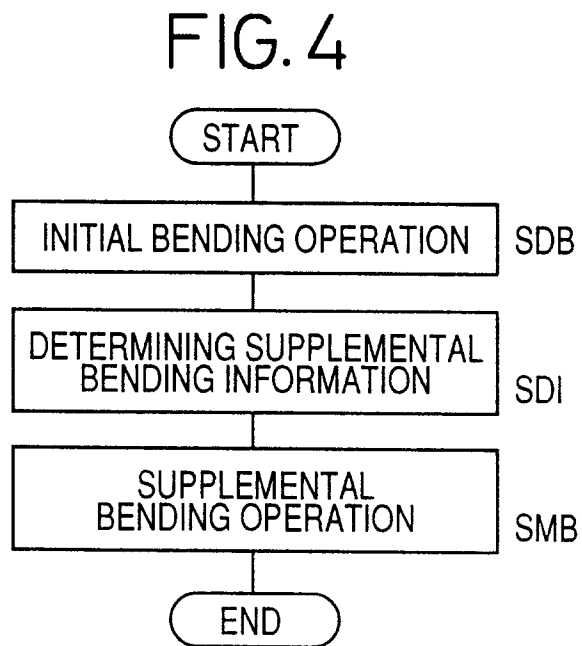 FIG. 4
START
INITIAL BENDING OPERATION
SDB
DETERMINING SUPPLEMENTAL
BENDING INFORMATION
SDI
SUPPLEMENTAL
BENDING OPERATION
SMB
END